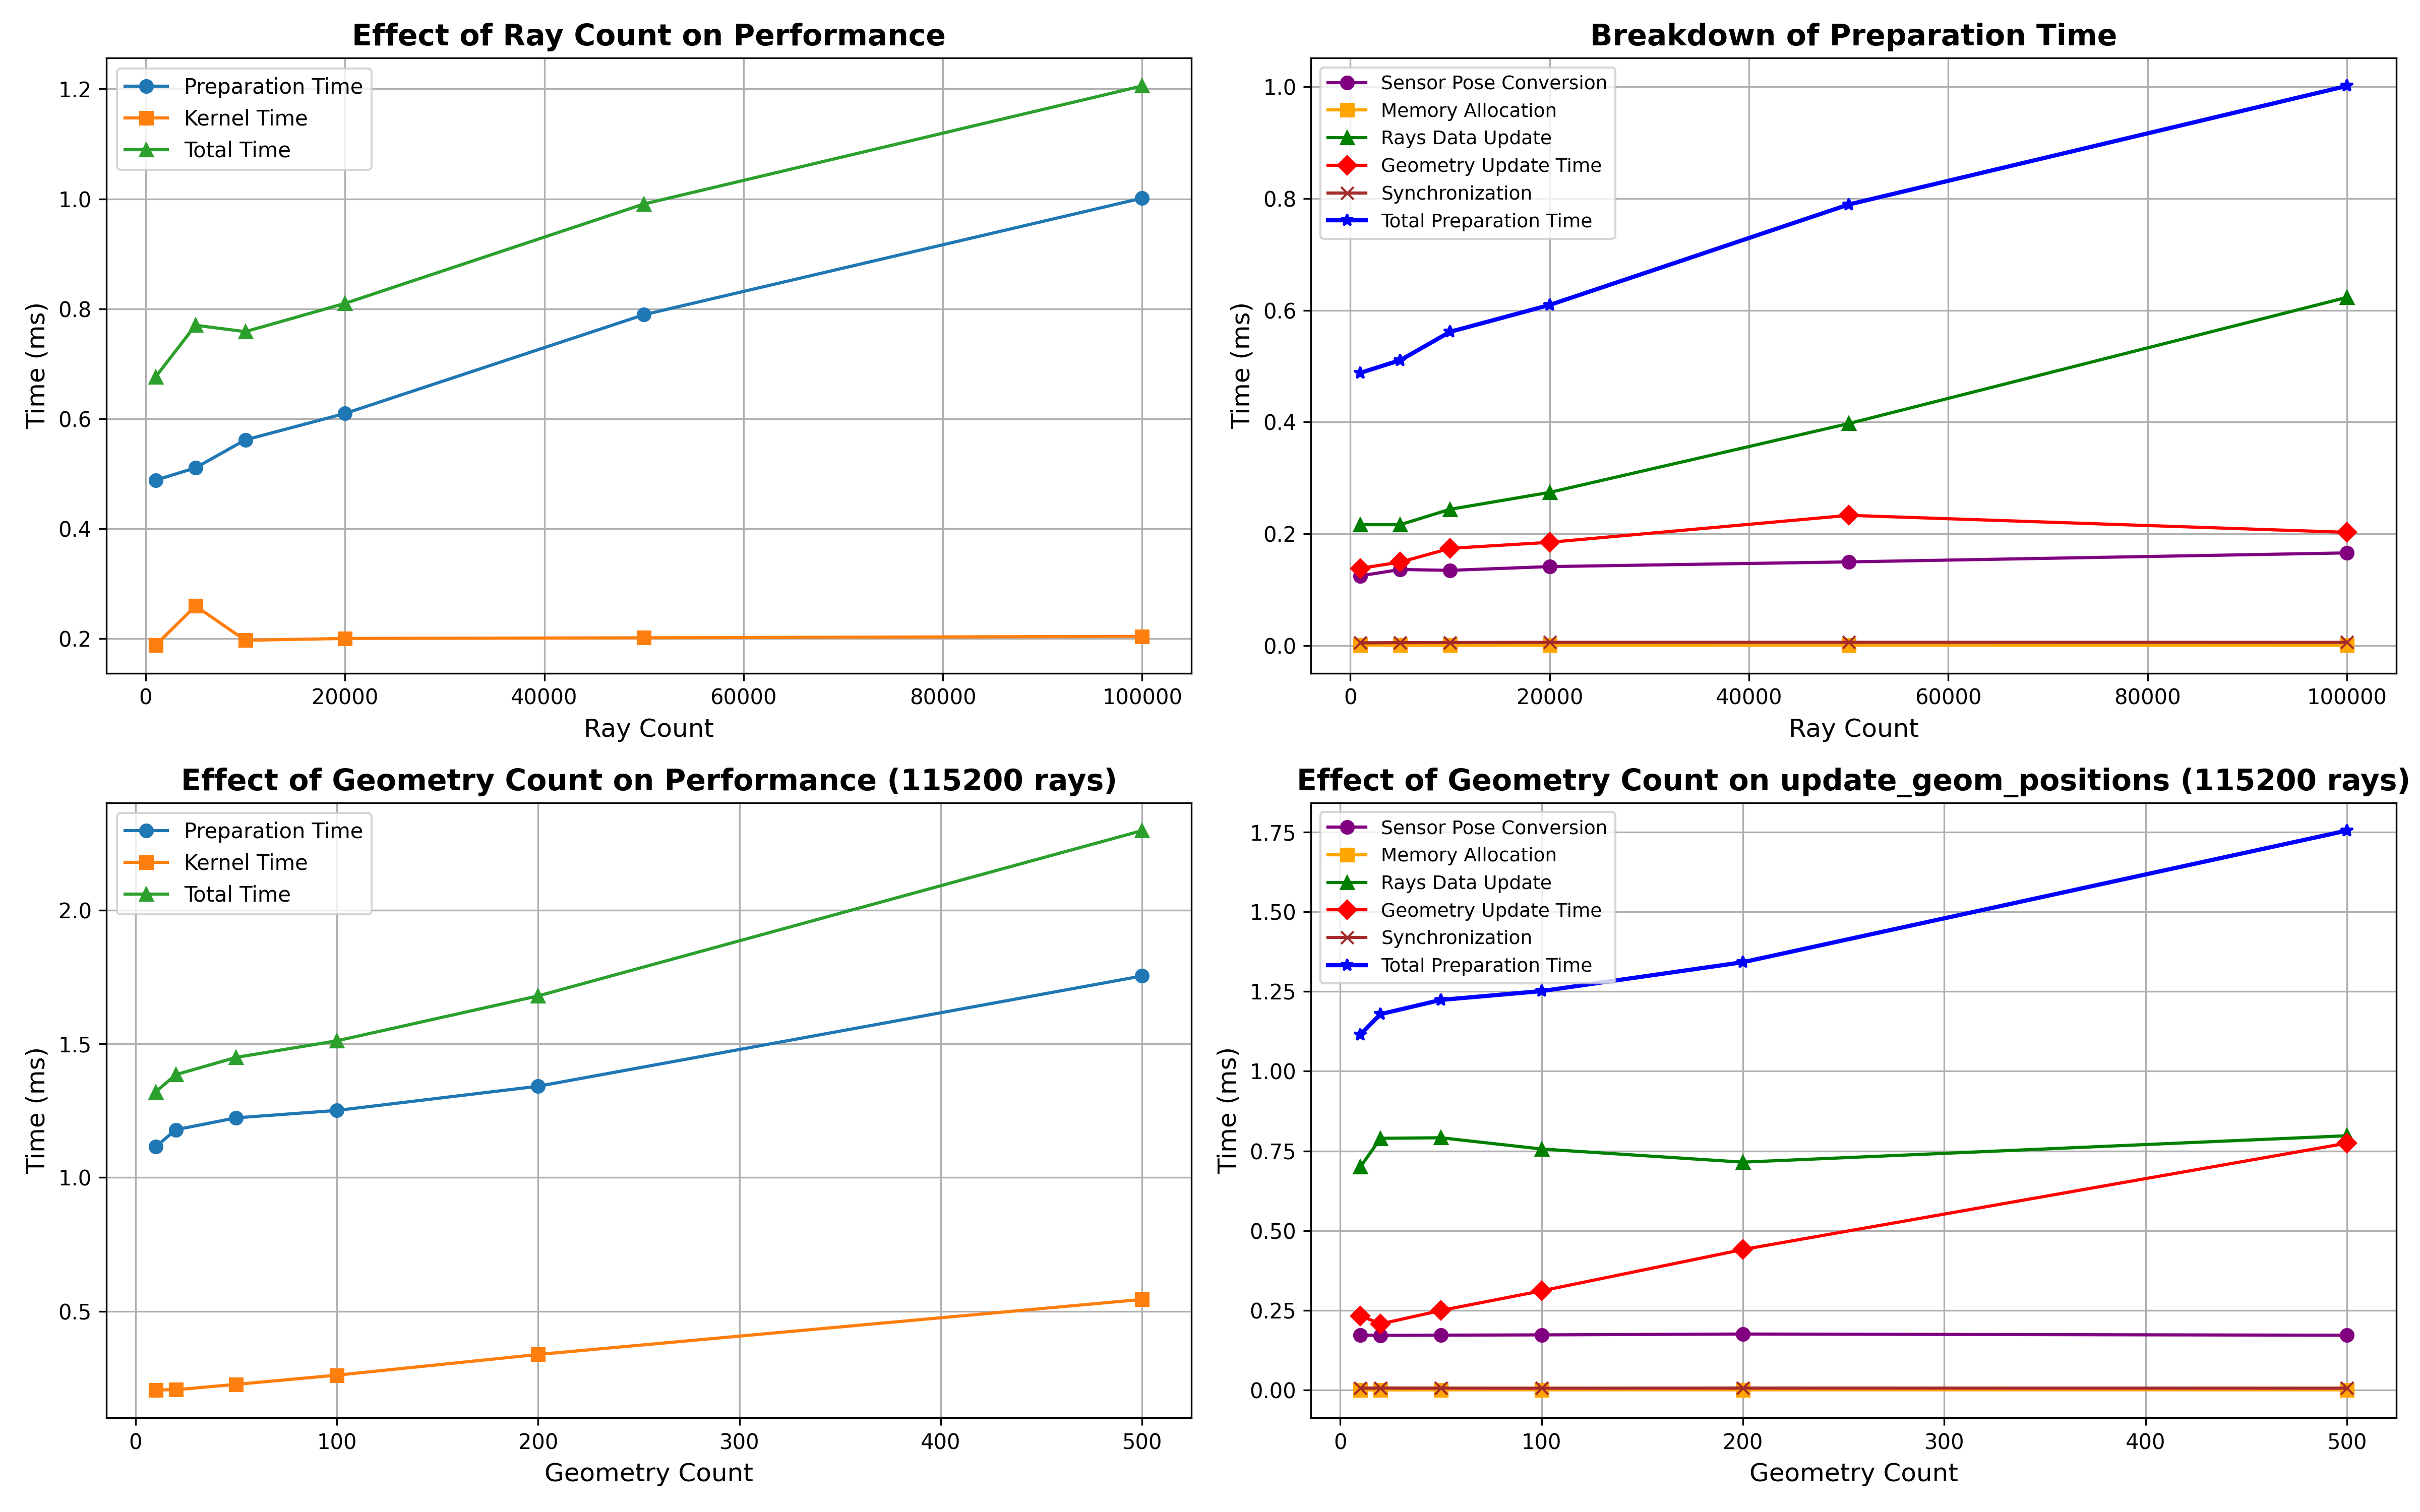 Effect of Ray Count on Performance
Preparation Time
Kernel Time
Total Time
Time (ms)
1.2
1.0
0.8
0.6
0.4
0.2
0 20000 40000 60000 80000 100000
Ray Count
Breakdown of Preparation Time
Sensor Pose Conversion
Memory Allocation
Rays Data Update
Geometry Update Time
Synchronization
Total Preparation Time
Time (ms)
1.0
0.8
0.6
0.4
0.2
0.0
0 20000 40000 60000 80000 100000
Ray Count
Effect of Geometry Count on Performance (115200 rays)
Preparation Time
Kernel Time
Total Time
Time (ms)
2.0
1.5
1.0
0.5
0 100 200 300 400 500
Geometry Count
Effect of Geometry Count on update_geom_positions (115200 rays)
Sensor Pose Conversion
Memory Allocation
Rays Data Update
Geometry Update Time
Synchronization
Total Preparation Time
Time (ms)
1.75
1.50
1.25
1.00
0.75
0.50
0.25
0.00
0 100 200 300 400 500
Geometry Count